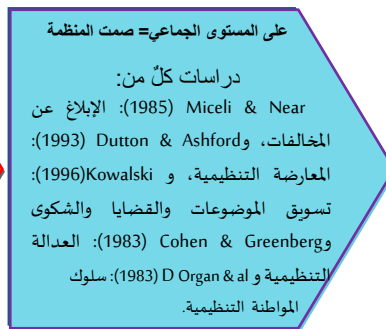 على المستوى الجماعي= صمت المنظمة
دراسات كلٌ من:
Miceli & Near (1985): الإبلاغ عن
المخالفات، وDutton & Ashford (1993):
المعارضة التنظيمية، و Kowalski(1996):
تسويق الموضوعات والقضايا والشكوى
وCohen & Greenberg (1983): العدالة
التنظيمية و D Organ & al (1983): سلوك
المواطنة التنظيمية.